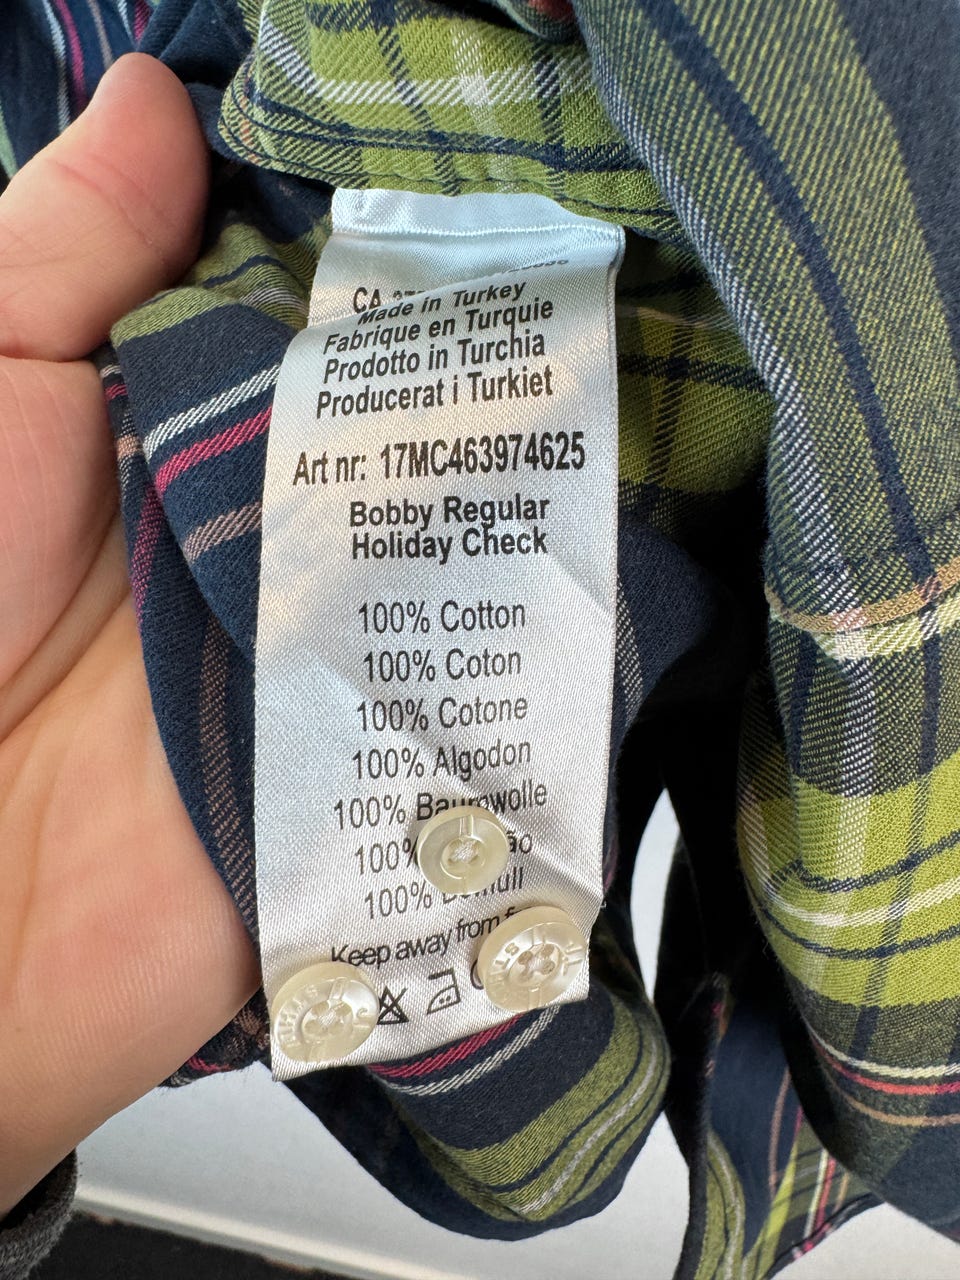 CA
Made in Turkey
Fabrique en Turquie
Prodotto in Turchia
Producerat i Turkiet
Art nr: 17MC463974625
Bobby Regular
Holiday Check
100% Cotton
100% Coton
100% Cotone
100% Algodon
100% Baumwolle
100%
100%
Keep away from